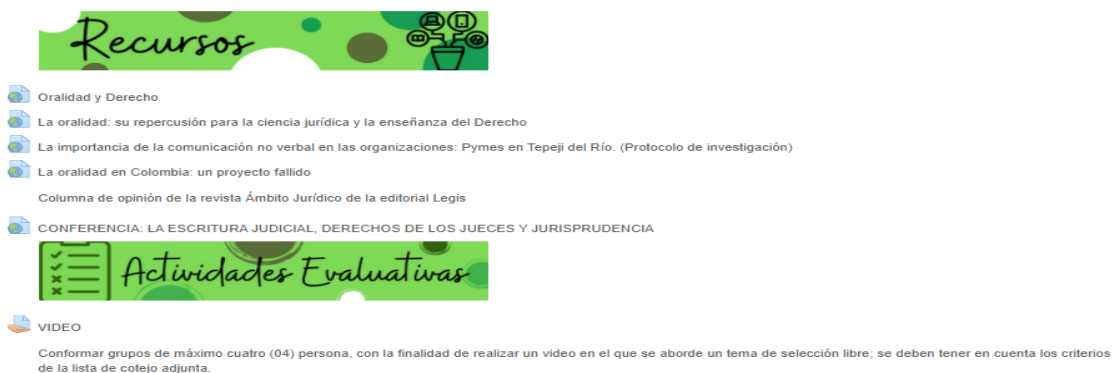 Recursos
Oralidad y Derecho
La oralidad: su repercusión para la ciencia jurídica y la enseñanza del Derecho
La importancia de la comunicación no verbal en las organizaciones: Pymes en Tepeji del Río. (Protocolo de investigación)
La oralidad en Colombia: un proyecto fallido
Columna de opinión de la revista Ámbito Jurídico de la editorial Legis
CONFERENCIA: LA ESCRITURA JUDICIAL, DERECHOS DE LOS JUECES Y JURISPRUDENCIA
Actividades Evaluativas
VIDEO
Conformar grupos de máximo cuatro (04) persona, con la finalidad de realizar un video en el que se aborde un tema de selección libre; se deben tener en cuenta los criterios
de la lista de cotejo adjunta.